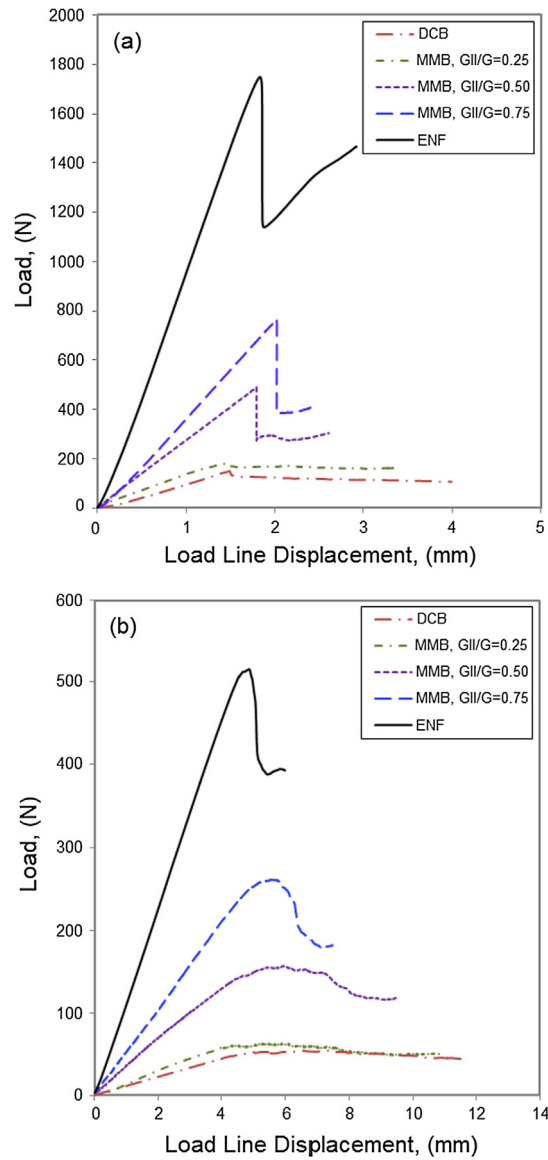 (a)
2000
1800
1600
1400
1200
1000
800
600
400
200
0
0 1 2 3 4 5
Load, (N)
Load Line Displacement, (mm)
DCB
MMB, GII/G=0.25
MMB, GII/G=0.50
MMB, GII/G=0.75
ENF
(b)
600
500
400
300
200
100
0
0 2 4 6 8 10 12 14
Load, (N)
Load Line Displacement, (mm)
DCB
MMB, GII/G=0.25
MMB, GII/G=0.50
MMB, GII/G=0.75
ENF